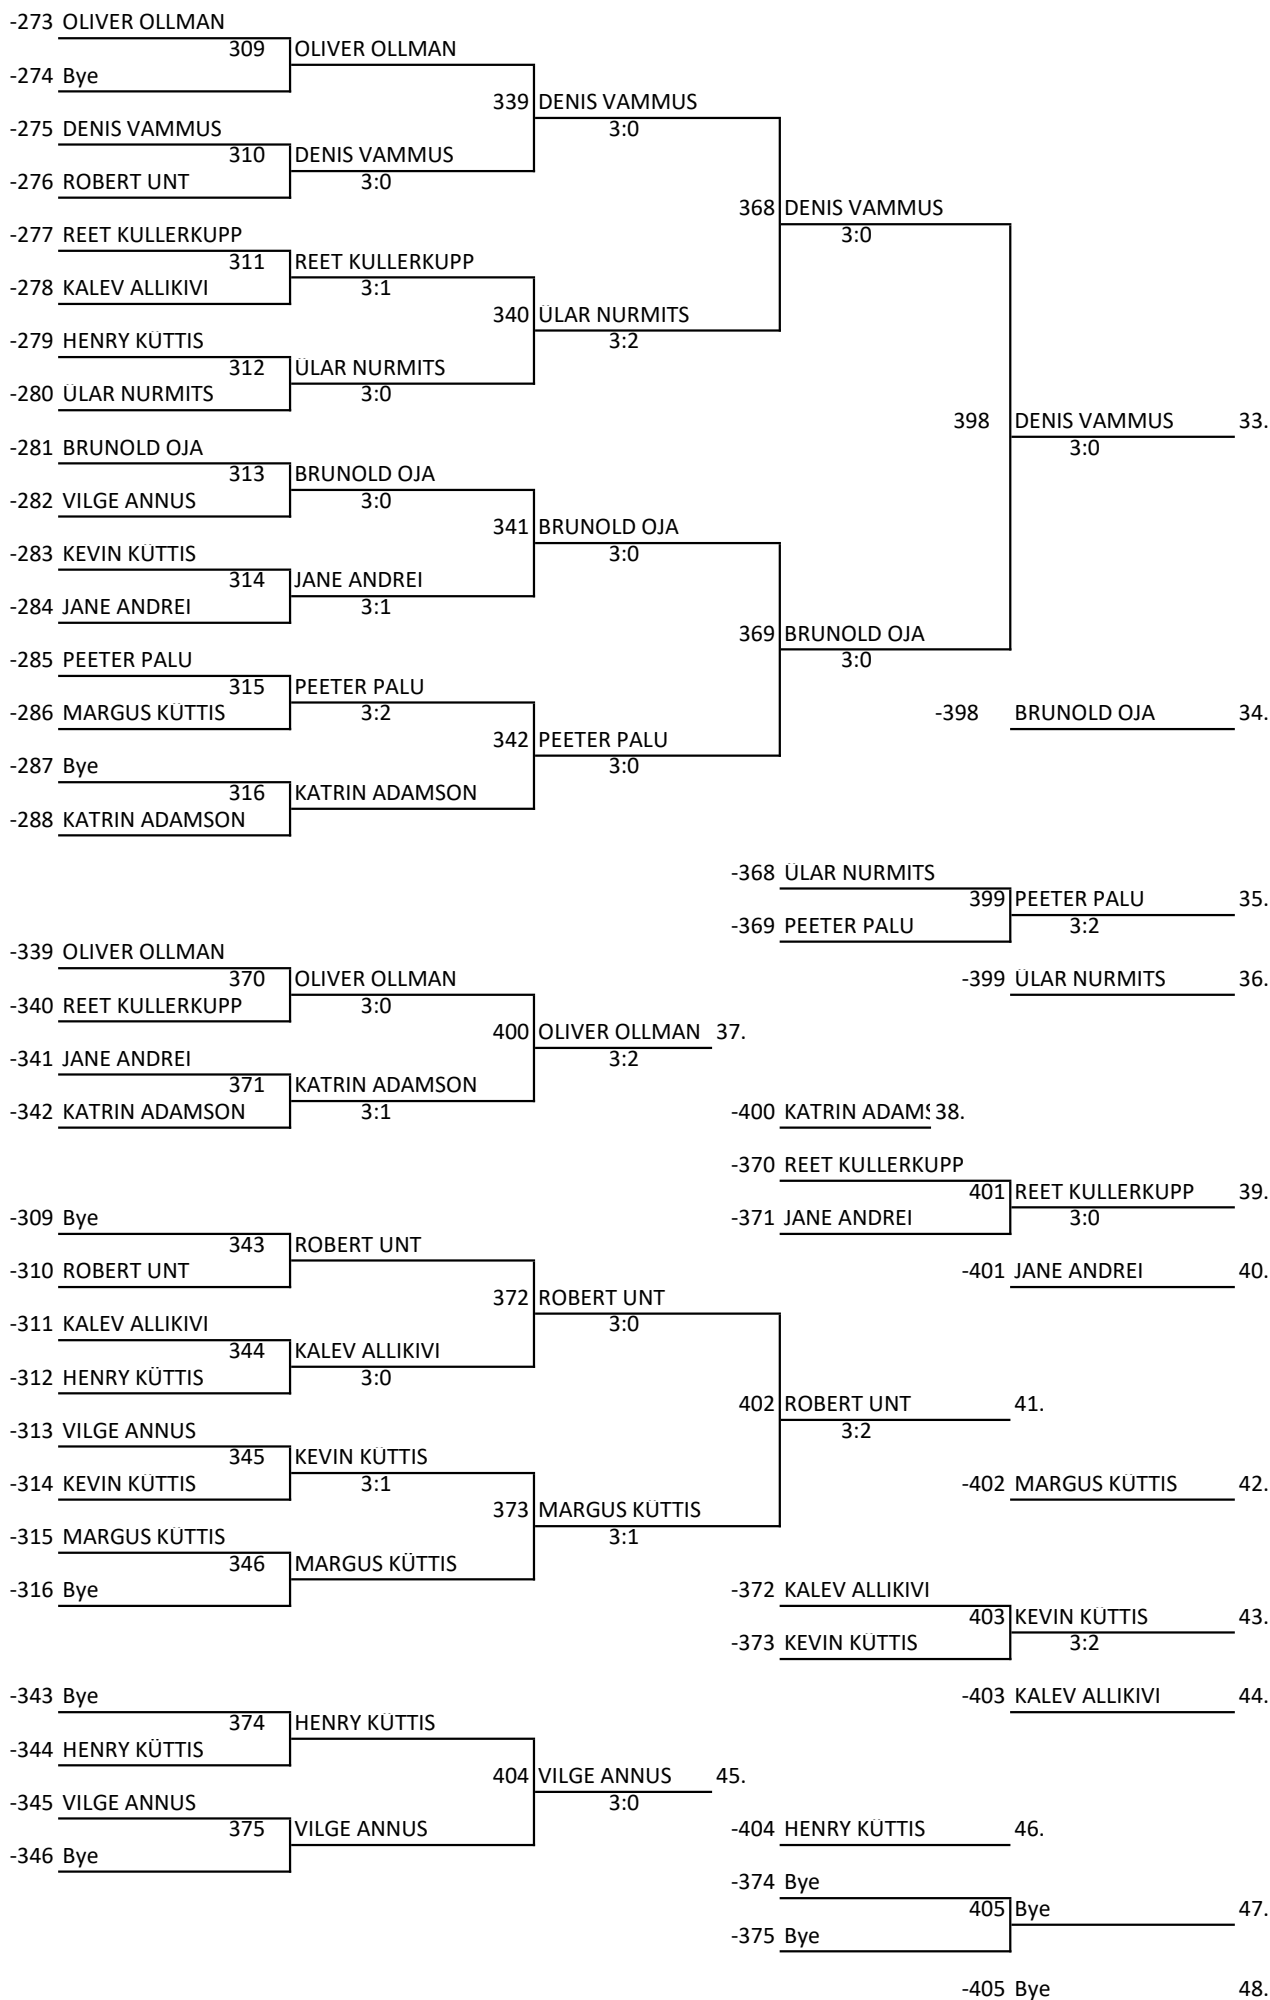 -273 OLIVER OLLMAN
309 OLIVER OLLMAN
-274 Bye
339 DENIS VAMMUS
-275 DENIS VAMMUS 3:0
310 DENIS VAMMUS
-276 ROBERT UNT 3:0
368 DENIS VAMMUS
-277 REET KULLERKUPP 3:0
311 REET KULLERKUPP
-278 KALEV ALLIKIVI 3:1
340 ÜLAR NURMITS
-279 HENRY KÜTTIS 3:2
312 ÜLAR NURMITS
-280 ÜLAR NURMITS 3:0
398 DENIS VAMMUS 33.
-281 BRUNOLD OJA 3:0
313 BRUNOLD OJA
-282 VILGE ANNUS 3:0
341 BRUNOLD OJA
-283 KEVIN KÜTTIS 3:0
314 JANE ANDREI
-284 JANE ANDREI 3:1
369 BRUNOLD OJA
-285 PEETER PALU 3:0
315 PEETER PALU
-286 MARGUS KÜTTIS 3:2 -398 BRUNOLD OJA 34.
342 PEETER PALU
-287 Bye 3:0
316 KATRIN ADAMSON
-288 KATRIN ADAMSON
-368 ÜLAR NURMITS
399 PEETER PALU 35.
-369 PEETER PALU 3:2
-339 OLIVER OLLMAN
370 OLIVER OLLMAN -399 ÜLAR NURMITS 36.
-340 REET KULLERKUPP 3:0
400 OLIVER OLLMAN 37.
-341 JANE ANDREI 3:2
371 KATRIN ADAMSON
-342 KATRIN ADAMSON 3:1 -400 KATRIN ADAMS 38.
-370 REET KULLERKUPP
401 REET KULLERKUPP 39.
-309 Bye -371 JANE ANDREI 3:0
343 ROBERT UNT
-310 ROBERT UNT -401 JANE ANDREI 40.
372 ROBERT UNT
-311 KALEV ALLIKIVI 3:0
344 KALEV ALLIKIVI
-312 HENRY KÜTTIS 3:0
402 ROBERT UNT 41.
-313 VILGE ANNUS 3:2
345 KEVIN KÜTTIS
-314 KEVIN KÜTTIS 3:1 -402 MARGUS KÜTTIS 42.
373 MARGUS KÜTTIS
-315 MARGUS KÜTTIS 3:1
346 MARGUS KÜTTIS
-316 Bye -372 KALEV ALLIKIVI
403 KEVIN KÜTTIS 43.
-373 KEVIN KÜTTIS 3:2
-343 Bye -403 KALEV ALLIKIVI 44.
374 HENRY KÜTTIS
-344 HENRY KÜTTIS
404 VILGE ANNUS 45.
-345 VILGE ANNUS 3:0
375 VILGE ANNUS -404 HENRY KÜTTIS 46.
-346 Bye
-374 Bye
405 Bye 47.
-375 Bye
-405 Bye 48.